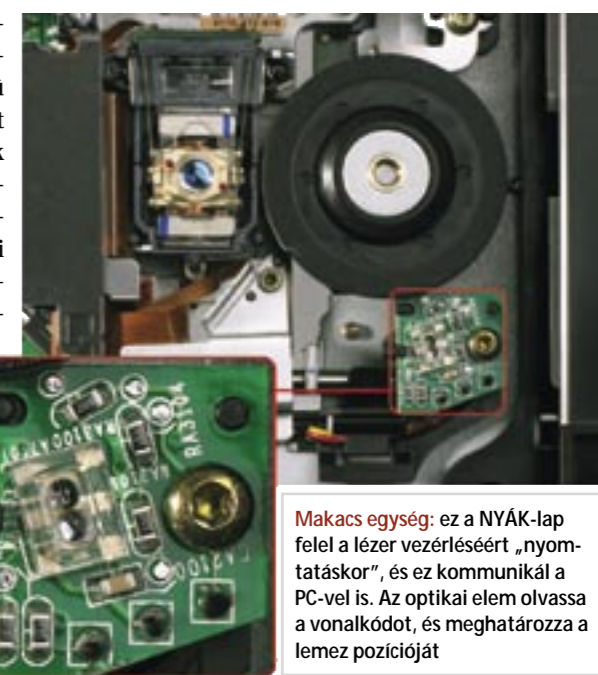 ü
t
k
i
Makacs egység: ez a NYÁK-lap
felel a lézer vezérléséért „nyom-
tatáskor”, és ez kommunikál a
PC-vel is. Az optikai elem olvassa
a vonalkódot, és meghatározza a
lemez pozícióját